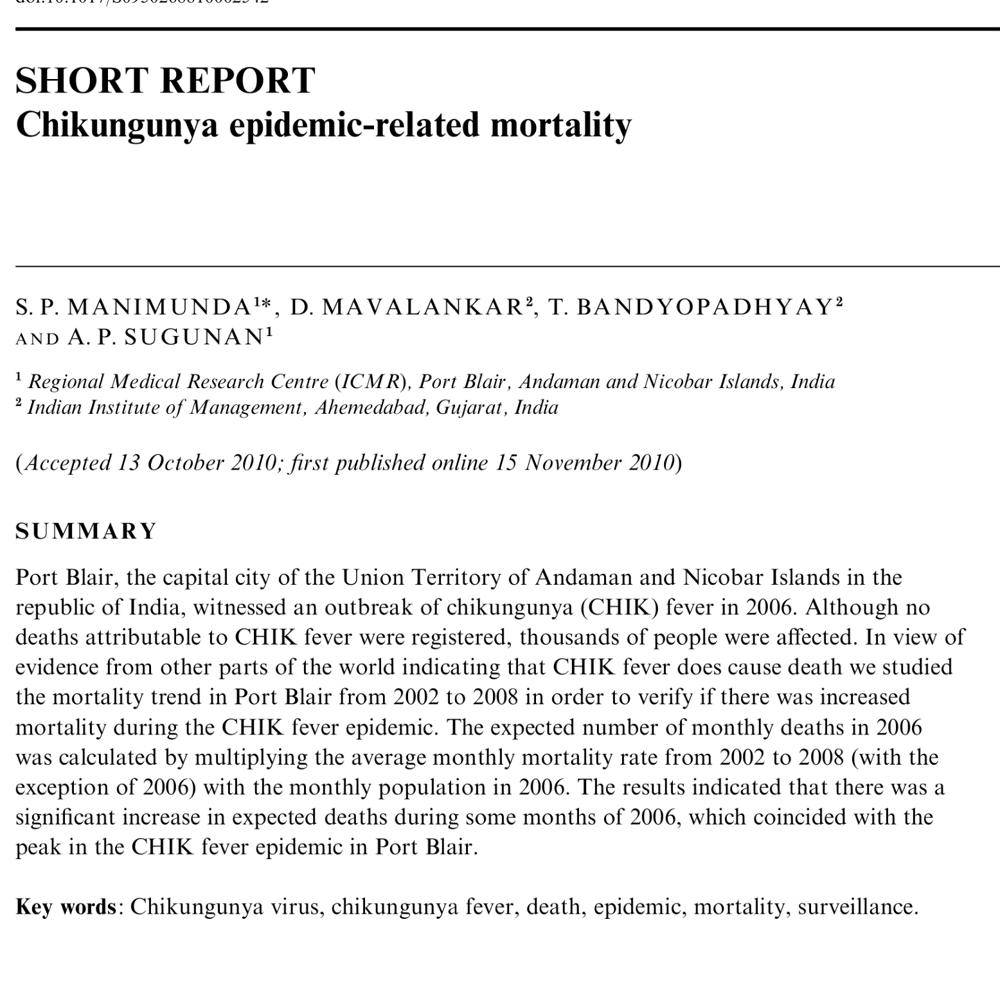 SHORT REPORT
Chikungunya epidemic-related mortality
S. P. MANIMUNDA¹*, D. MAVALANKAR², T. BANDYOPADHYAY²
AND A. P. SUGUNAN¹
¹ Regional Medical Research Centre (ICMR), Port Blair, Andaman and Nicobar Islands, India
² Indian Institute of Management, Ahemedabad, Gujarat, India
(Accepted 13 October 2010; first published online 15 November 2010)
SUMMARY
Port Blair, the capital city of the Union Territory of Andaman and Nicobar Islands in the
republic of India, witnessed an outbreak of chikungunya (CHIK) fever in 2006. Although no
deaths attributable to CHIK fever were registered, thousands of people were affected. In view of
evidence from other parts of the world indicating that CHIK fever does cause death we studied
the mortality trend in Port Blair from 2002 to 2008 in order to verify if there was increased
mortality during the CHIK fever epidemic. The expected number of monthly deaths in 2006
was calculated by multiplying the average monthly mortality rate from 2002 to 2008 (with the
exception of 2006) with the monthly population in 2006. The results indicated that there was a
significant increase in expected deaths during some months of 2006, which coincided with the
peak in the CHIK fever epidemic in Port Blair.
Key words: Chikungunya virus, chikungunya fever, death, epidemic, mortality, surveillance.